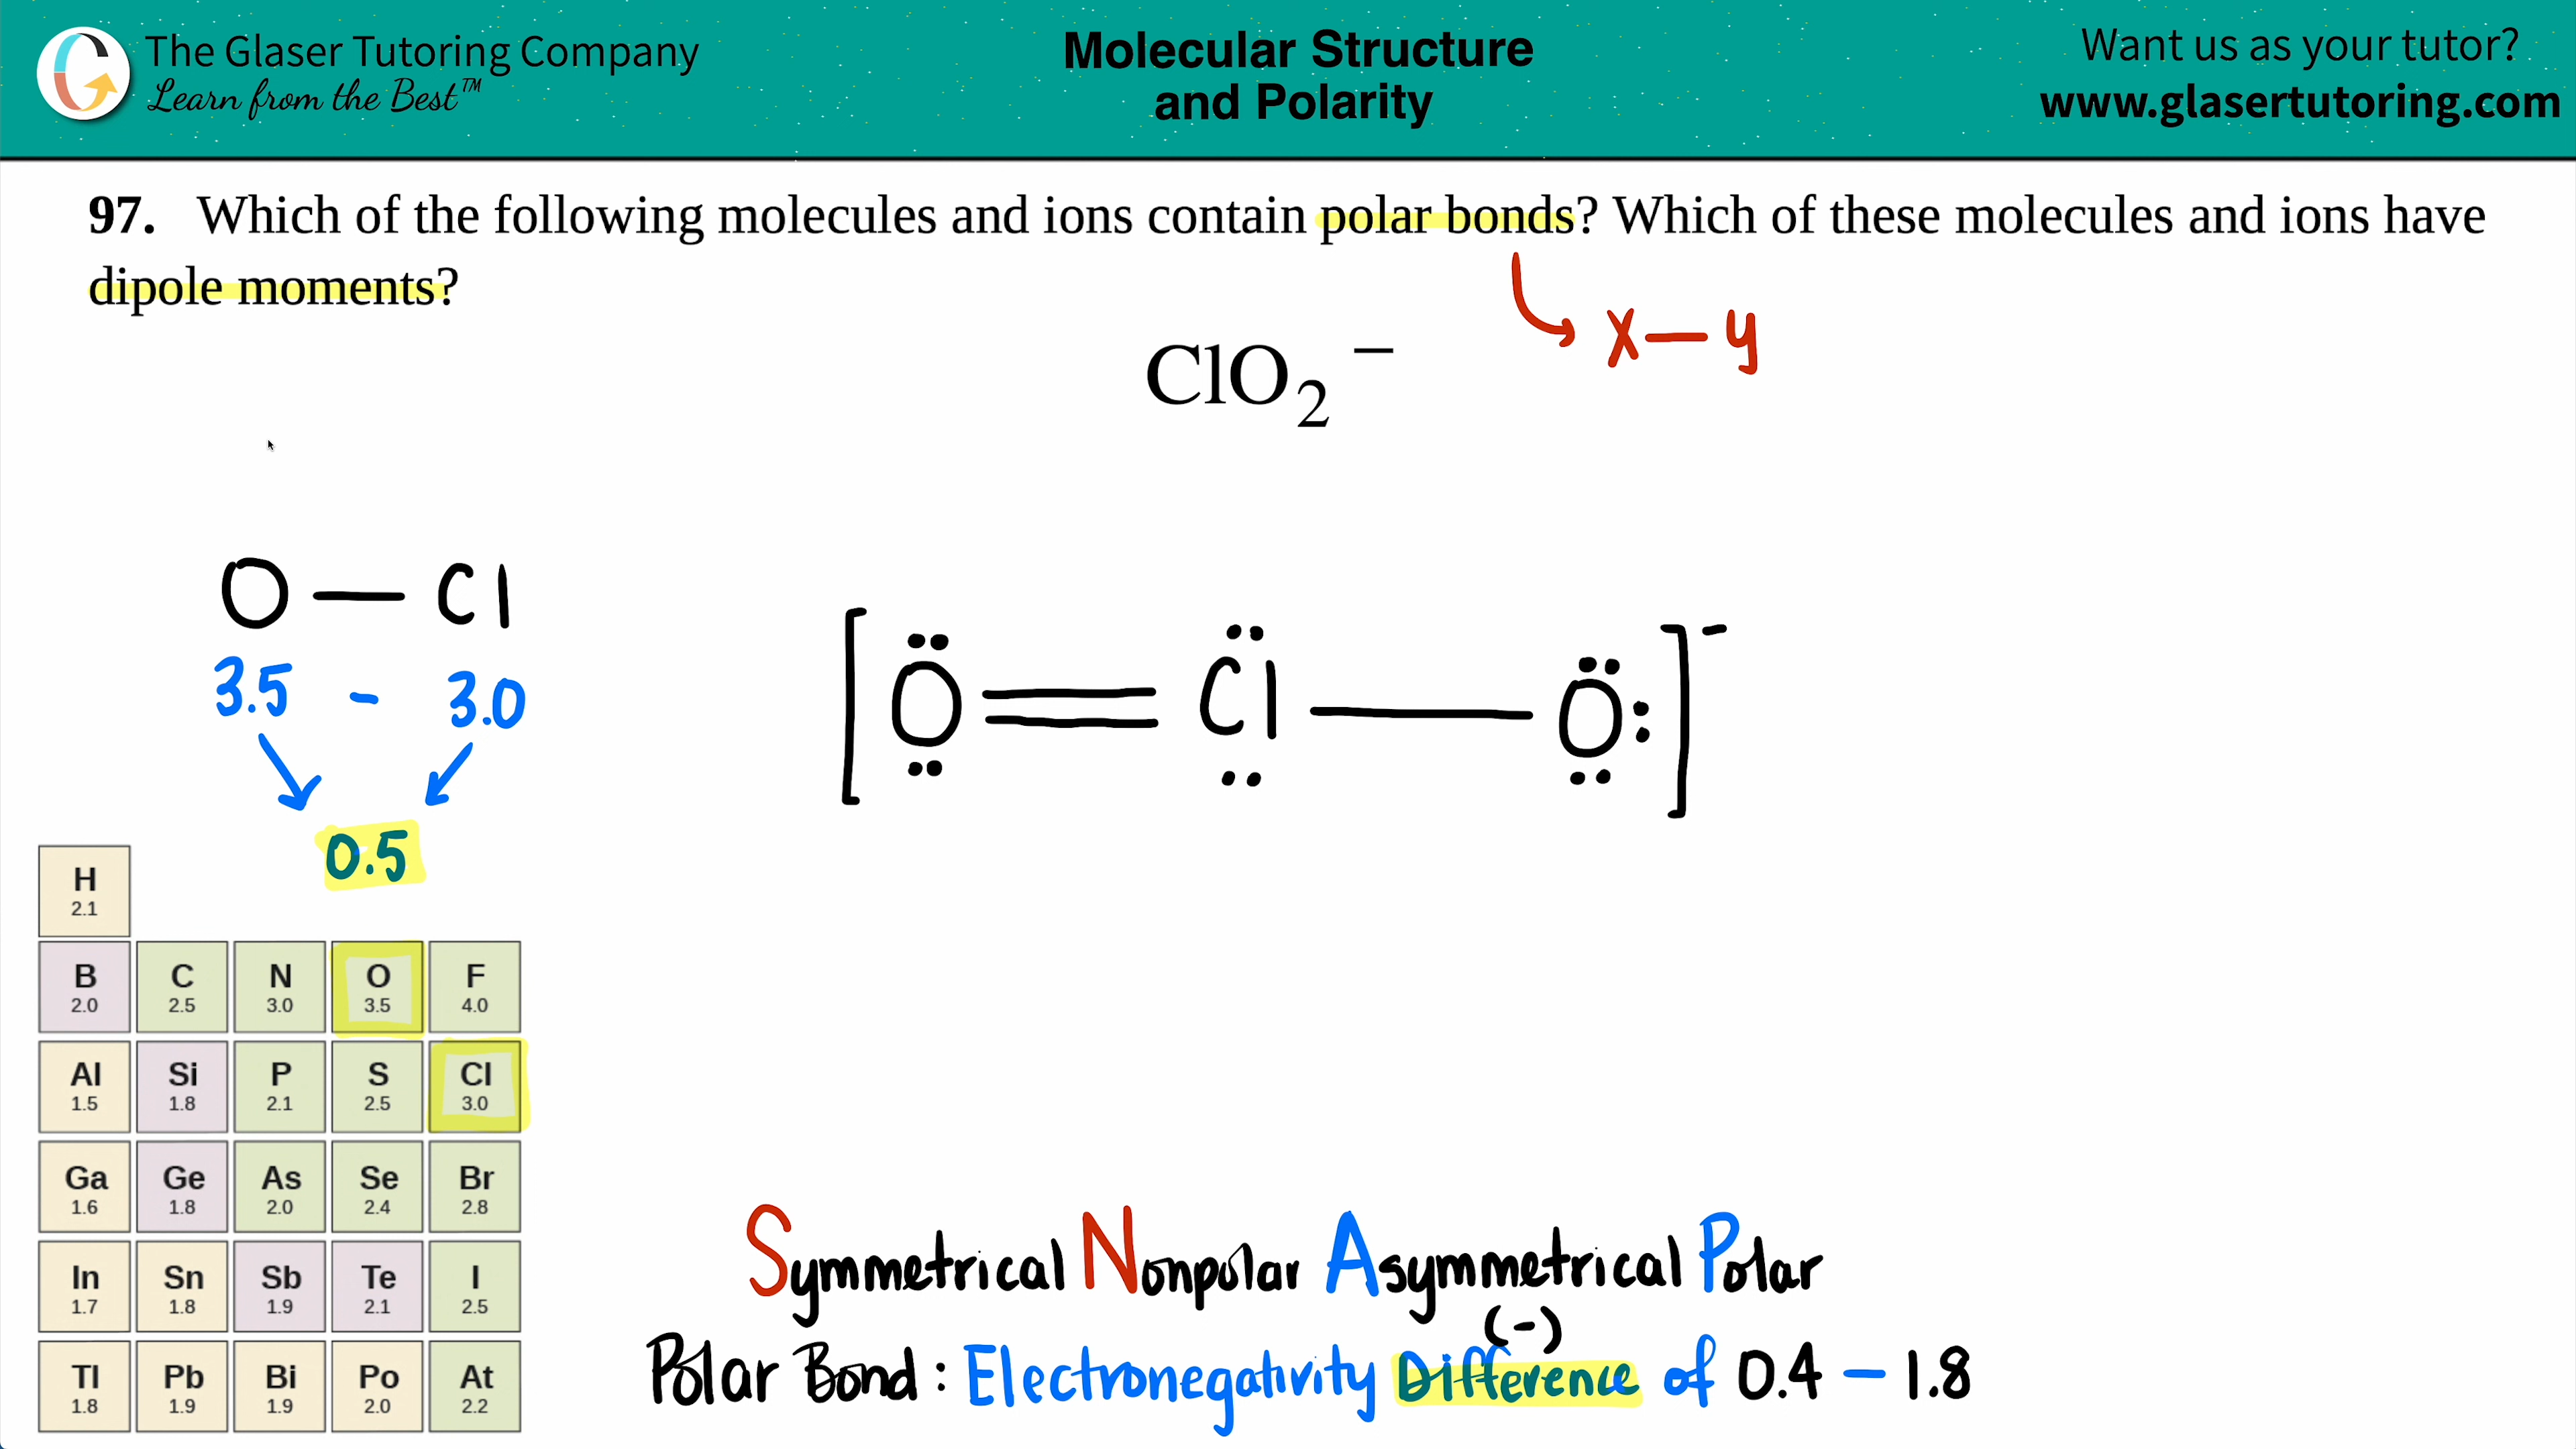 The Glaser Tutoring Company
Learn from the Best™
Molecular Structure
and Polarity
Want us as your tutor?
www.glasertutoring.com
97. Which of the following molecules and ions contain polar bonds? Which of these molecules and ions have
dipole moments?
x — y
ClO₂ ⁻
O — Cl
3.5 - 3.0
0.5
[Ö = Cl — Ö:]⁻
H
2.1
B C N O F
2.0 2.5 3.0 3.5 4.0
Al Si P S Cl
1.5 1.8 2.1 2.5 3.0
Ga Ge As Se Br
1.6 1.8 2.0 2.4 2.8
In Sn Sb Te I
1.7 1.8 1.9 2.1 2.5
Tl Pb Bi Po At
1.8 1.9 1.9 2.0 2.2
Symmetrical Nonpolar Asymmetrical Polar
(-)
Polar Bond: Electronegativity Difference of 0.4 – 1.8